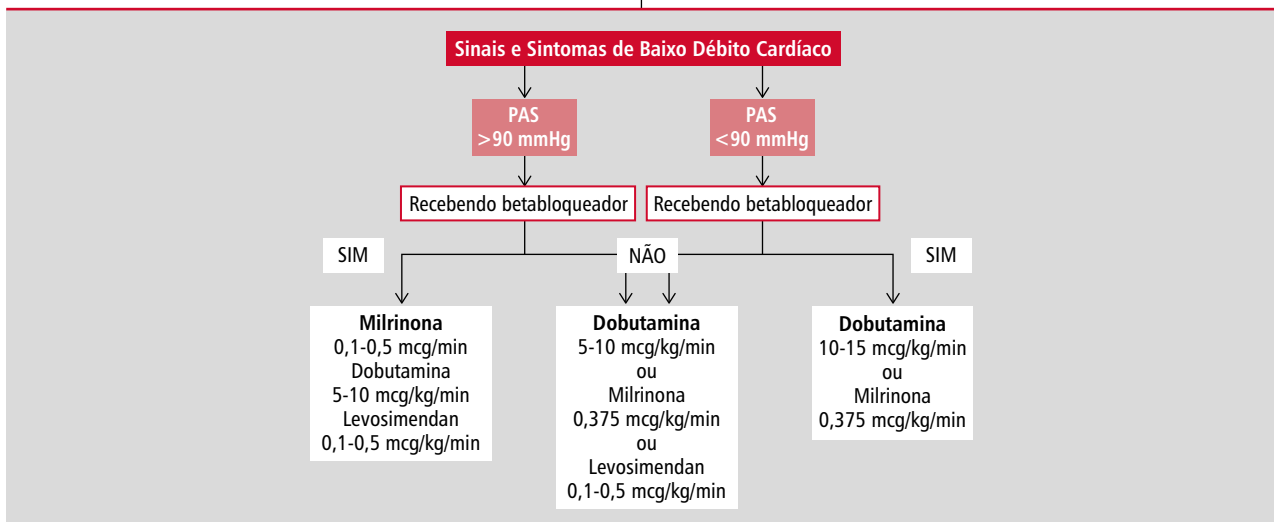 Sinais e Sintomas de Baixo Débito Cardíaco
PAS
>90 mmHg
PAS
<90 mmHg
Recebendo betabloqueador
Recebendo betabloqueador
SIM
NÃO
SIM
Milrinona
0,1-0,5 mcg/min
Dobutamina
5-10 mcg/kg/min
Levosimendan
0,1-0,5 mcg/kg/min
Dobutamina
5-10 mcg/kg/min
ou
Milrinona
0,375 mcg/kg/min
ou
Levosimendan
0,1-0,5 mcg/kg/min
Dobutamina
10-15 mcg/kg/min
ou
Milrinona
0,375 mcg/kg/min